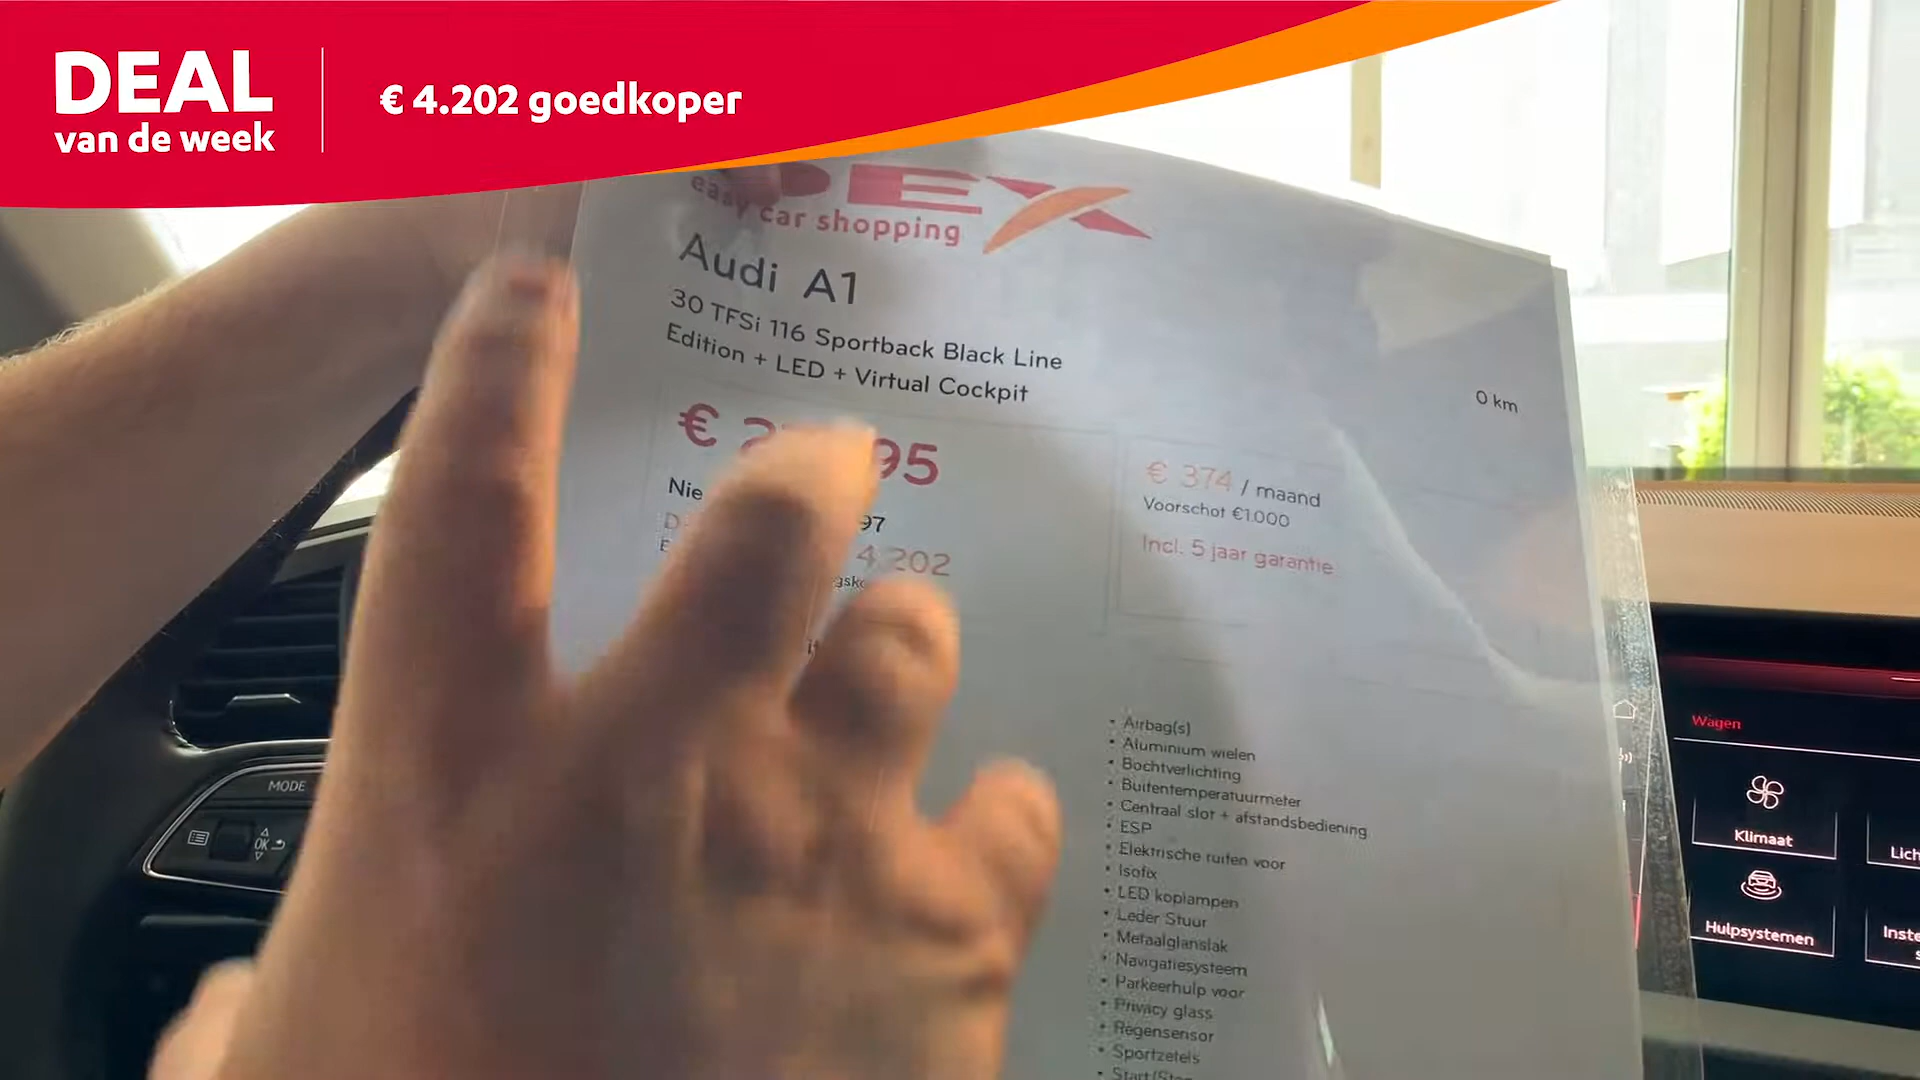 DEAL
van de week
€ 4.202 goedkoper
easy car shopping
Audi A1
30 TFSi 116 Sportback Black Line
Edition + LED + Virtual Cockpit
0 km
€
95
97
4.202
€ 374 / maand
Voorschot €1.000
Incl. 5 jaar garantie
• Airbag(s)
• Aluminium wielen
• Bochtverlichting
• Buitentemperatuurmeter
• Centraal slot + afstandsbediening
• ESP
• Elektrische ruiten voor
• Isofix
• LED koplampen
• Leder Stuur
• Metaalglanslak
• Navigatiesysteem
• Parkeerhulp voor
• Privacy glass
• Regensensor
• Sportzetels
MODE
OK
Wagen
Klimaat
Hulpsystemen